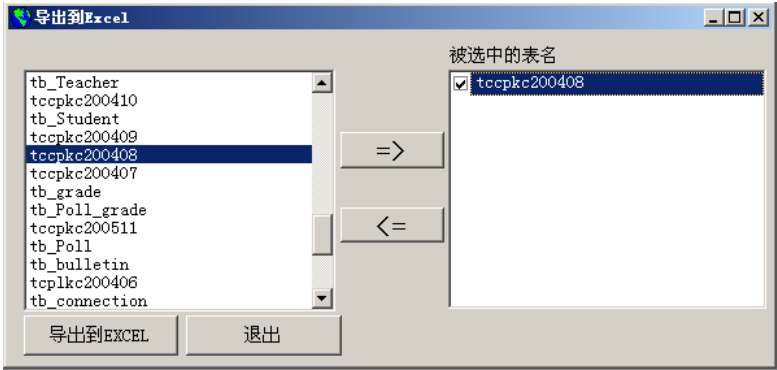 导出到Excel
被选中的表名
tb_Teacher
tccpkc200410
tb_Student
tccpkc200409
tccpkc200408
tccpkc200407
tb_grade
tb_Poll_grade
tccpkc200511
tb_Poll
tb_bulletin
tcplkc200406
tb_connection
=>
<=
tccpkc200408
导出到EXCEL
退出